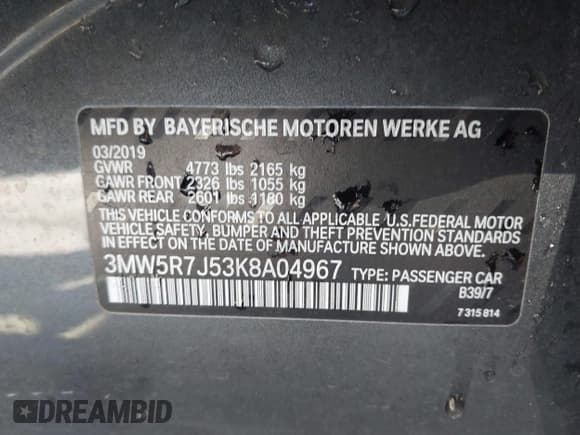 MFD BY BAYERISCHE MOTOREN WERKE AG
03/2019
GVWR 4773 lbs 2165 kg
GAWR FRONT 2326 lbs 1055 kg
GAWR REAR 2601 lbs 1180 kg
THIS VEHICLE CONFORMS TO ALL APPLICABLE U.S.FEDERAL MOTOR
VEHICLE SAFETY, BUMPER AND THEFT PREVENTION STANDARDS
IN EFFECT ON THE DATE OF MANUFACTURE SHOWN ABOVE.
3MW5R7J53K8A04967 TYPE: PASSENGER CAR
B39/7
7 315 814
DREAMBID